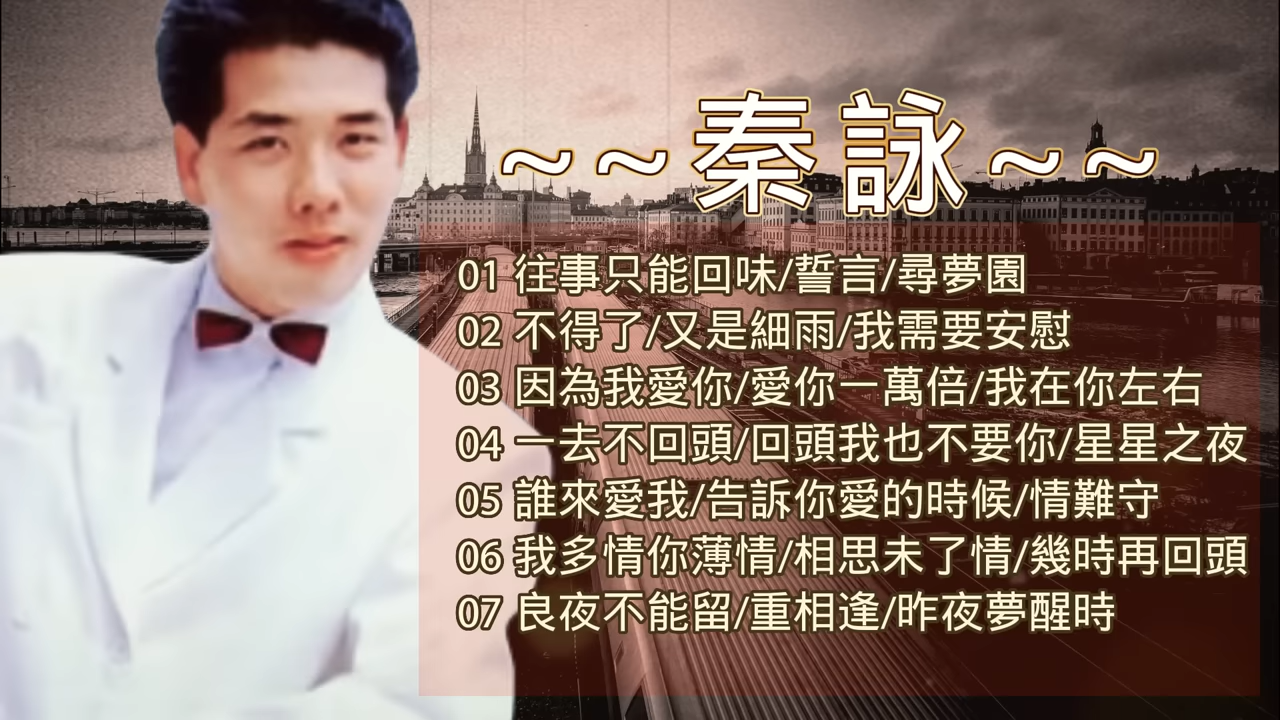 ~~秦詠~~
01 往事只能回味/誓言/尋夢園
02 不得了/又是細雨/我需要安慰
03 因為我愛你/愛你一萬倍/我在你左右
04 一去不回頭/回頭我也不要你/星星之夜
05 誰來愛我/告訴你愛的時候/情難守
06 我多情你薄情/相思未了情/幾時再回頭
07 良夜不能留/重相逢/昨夜夢醒時